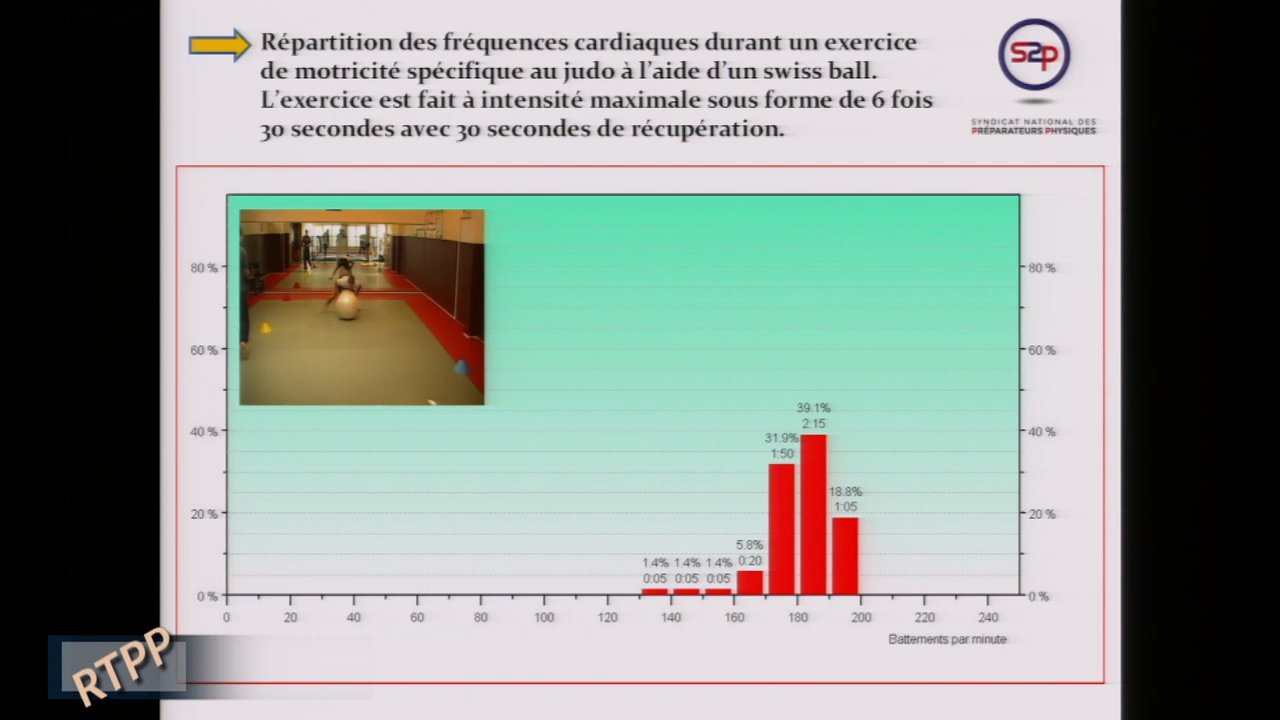 Répartition des fréquences cardiaques durant un exercice
de motricité spécifique au judo à l'aide d'un swiss ball.
L'exercice est fait à intensité maximale sous forme de 6 fois
30 secondes avec 30 secondes de récupération.
S2P
SYNDICAT NATIONAL DES
PRÉPARATEURS PHYSIQUES
80 % 80 %
60 % 60 %
40 % 40 %
20 % 20 %
0 % 0 %
1.4% 1.4% 1.4% 5.8% 31.9% 39.1% 18.8%
0:05 0:05 0:05 0:20 1:50 2:15 1:05
0 20 40 60 80 100 120 140 160 180 200 220 240
Battements par minute
RTPP